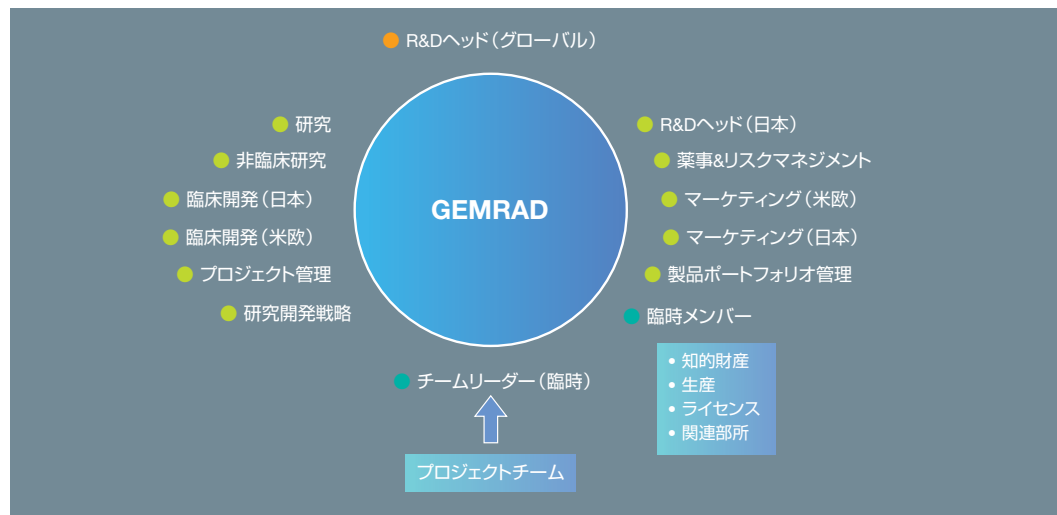 R&Dヘッド（グローバル）
研究
非臨床研究
臨床開発（日本）
臨床開発（米欧）
プロジェクト管理
研究開発戦略
GEMRAD
R&Dヘッド（日本）
薬事&リスクマネジメント
マーケティング（米欧）
マーケティング（日本）
製品ポートフォリオ管理
臨時メンバー
• 知的財産
• 生産
• ライセンス
• 関連部所
チームリーダー（臨時）
プロジェクトチーム